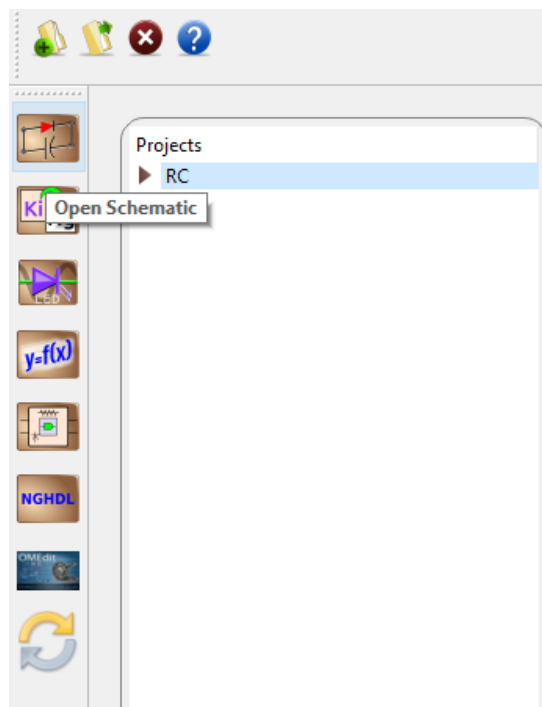 ?
Projects
RC
Ki
Open Schematic
LED
y=f(x)
NGHDL
OMEdit